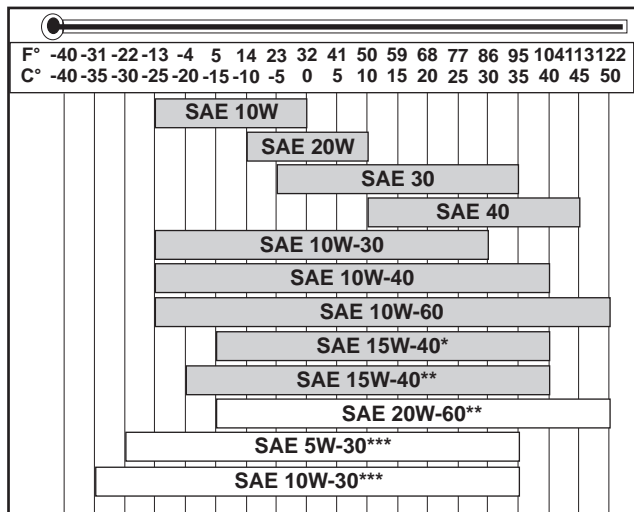 F° -40 -31 -22 -13 -4 5 14 23 32 41 50 59 68 77 86 95 104 113 122
C° -40 -35 -30 -25 -20 -15 -10 -5 0 5 10 15 20 25 30 35 40 45 50
SAE 10W
SAE 20W
SAE 30
SAE 40
SAE 10W-30
SAE 10W-40
SAE 10W-60
SAE 15W-40*
SAE 15W-40**
SAE 20W-60**
SAE 5W-30***
SAE 10W-30***